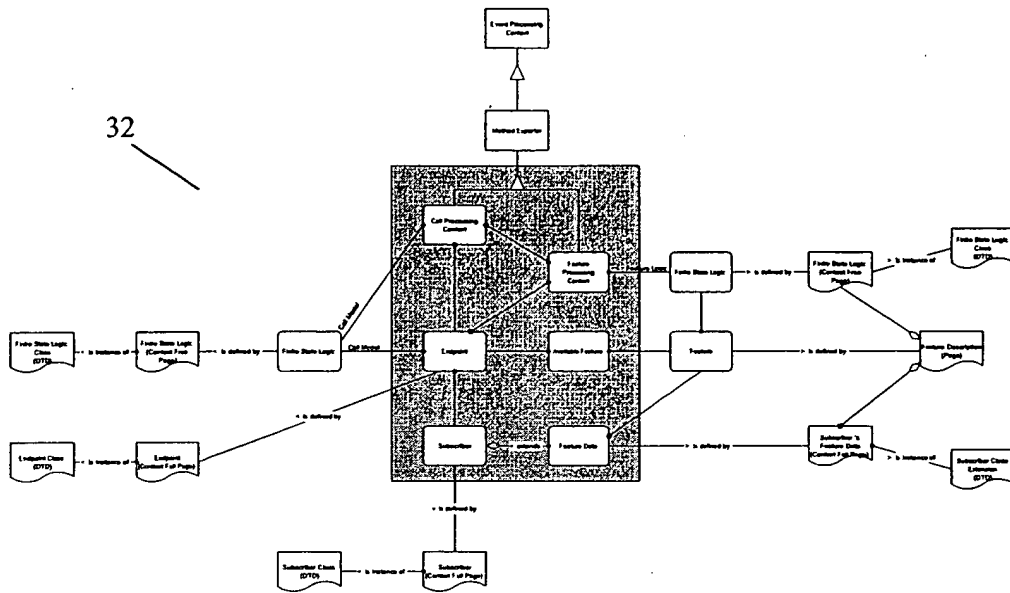 Event Processing
Context
32
Method Exporter
Call Processing
Context
Feature
Processing
Context
Finite State Logic
> is defined by
Finite State Logic
(Context Free
Page)
> is instance of
Finite State Logic
Class
(DTD)
Call Model
Finite State Logic
Class
(DTD)
< is instance of
Finite State Logic
(Context Free
Page)
< is defined by
Finite State Logic
Call Model
Endpoint
Available Feature
Feature
> is defined by
Feature Description
(Page)
< is defined by
Endpoint Class
(DTD)
< is instance of
Endpoint
(Context Full Page)
Subscriber
extends
Feature Data
> is defined by
Subscriber's
Feature Data
(Context Full Page)
> is instance of
Subscriber Class
Extension
(DTD)
< is defined by
Subscriber Class
(DTD)
< is instance of
Subscriber
(Context Full Page)